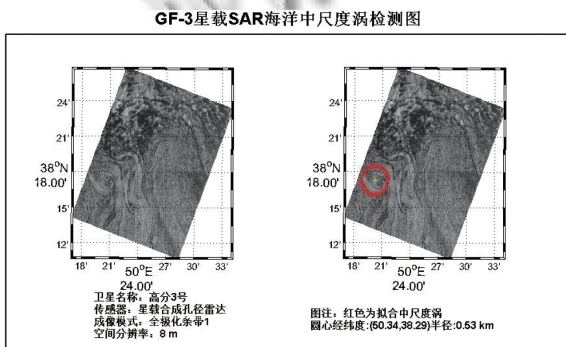 GF-3星载SAR海洋中尺度涡检测图
24'
21'
38°N
18.00'
15'
12'
18' 21' 27' 30' 33'
50°E
24.00'
卫星名称：高分3号
传感器：星载合成孔径雷达
成像模式：全极化条带1
空间分辨率：8 m
24'
21'
38°N
18.00'
15'
12'
18' 21' 27' 30' 33'
50°E
24.00'
图注：红色为拟合中尺度涡
圆心经纬度:(50.34,38.29)半径:0.53 km